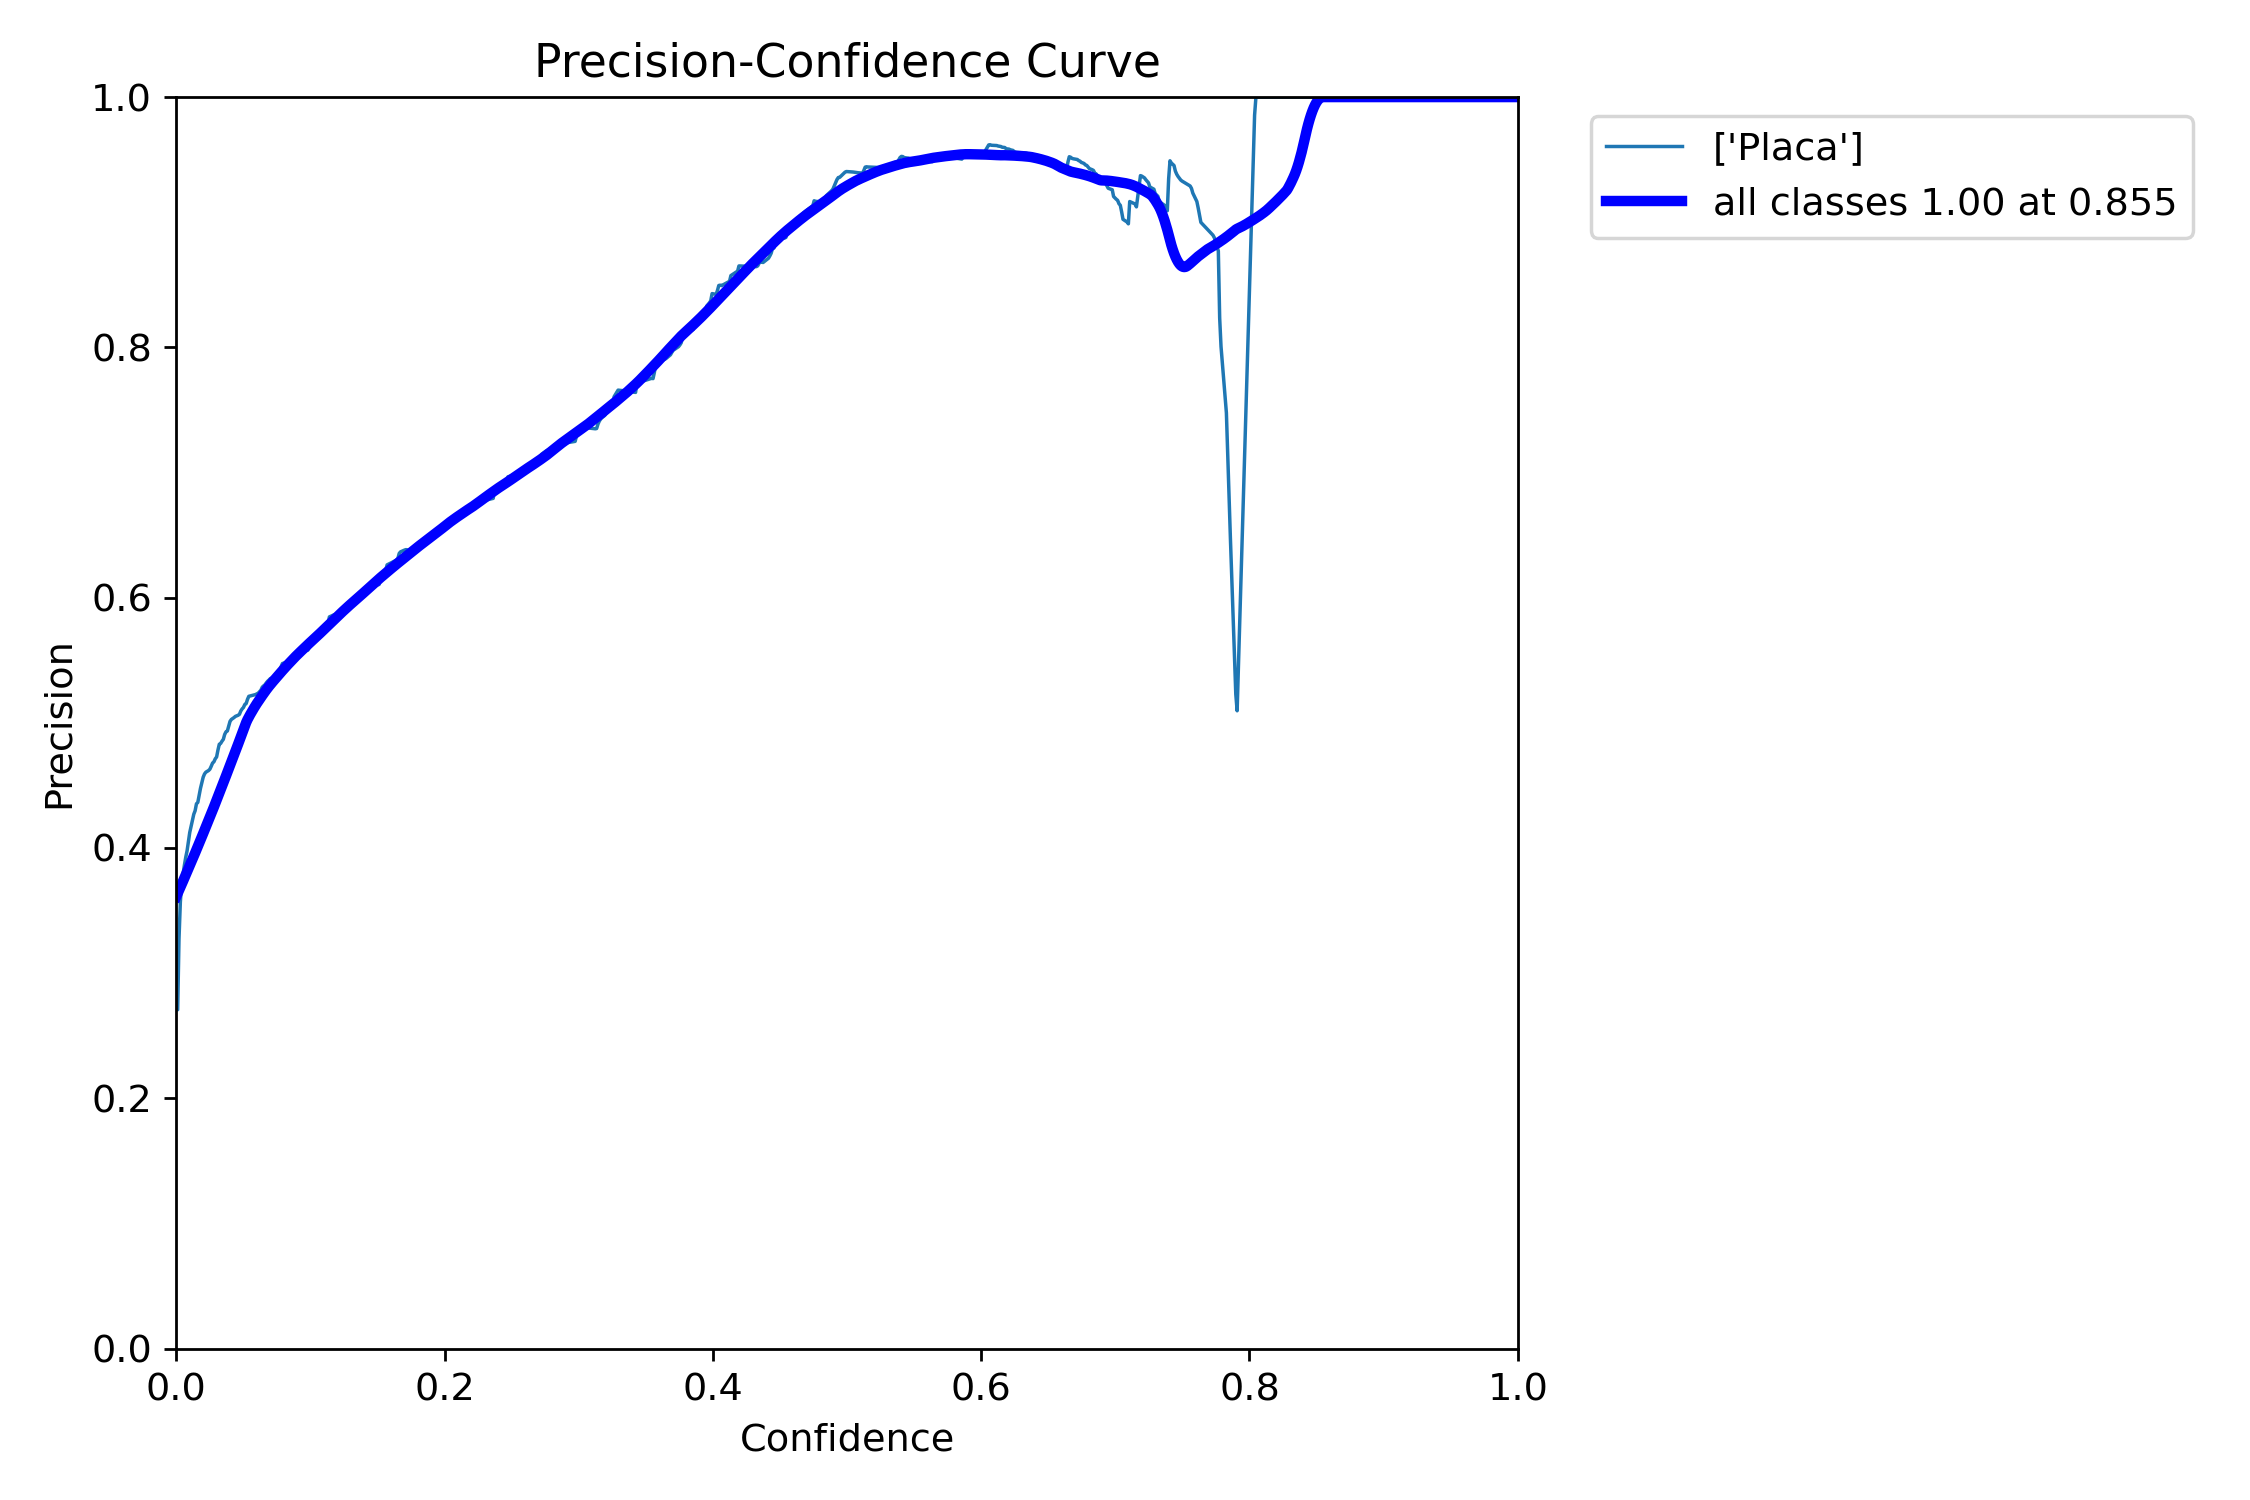 Precision-Confidence Curve
1.0
0.8
0.6
0.4
0.2
0.0
Precision
0.0 0.2 0.4 0.6 0.8 1.0
Confidence
['Placa']
all classes 1.00 at 0.855